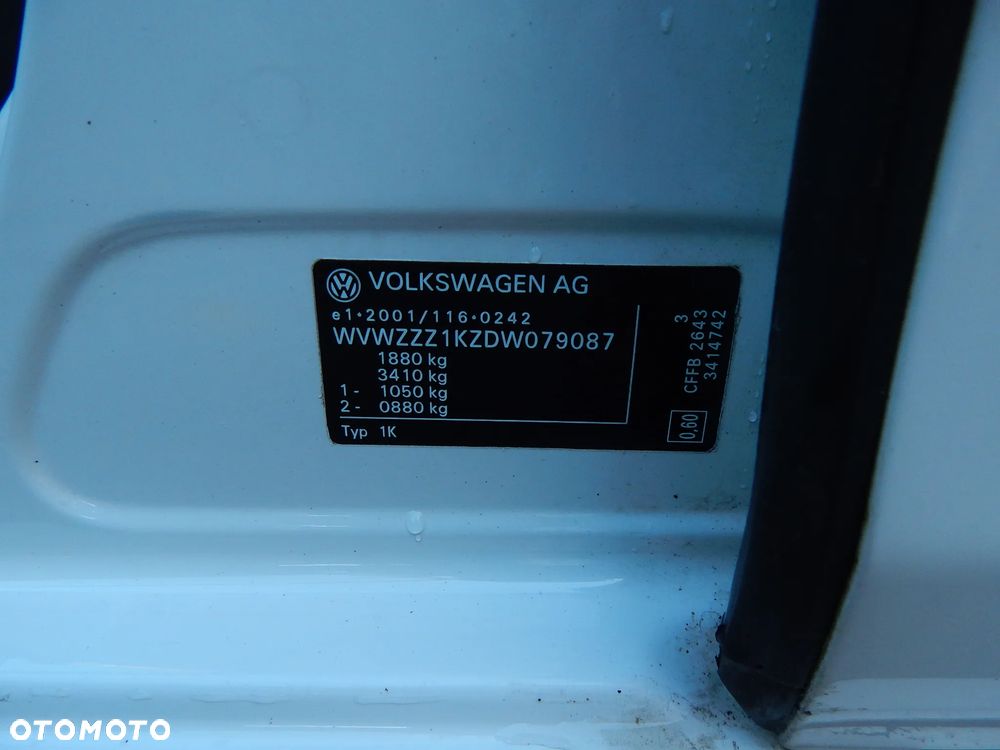 VOLKSWAGEN AG
e1*2001/116*0242
WVWZZZ1KZDW079087
1880 kg
3410 kg
1 - 1050 kg
2 - 0880 kg
Typ 1K
3
CFFB 2643
3414742
0,60
OTOMOTO